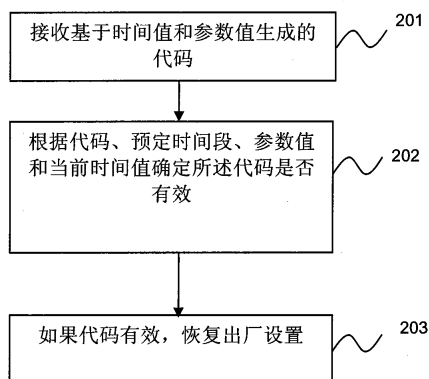 接收基于时间值和参数值生成的
代码
201
根据代码、预定时间段、参数值
和当前时间值确定所述代码是否
有效
202
如果代码有效，恢复出厂设置
203